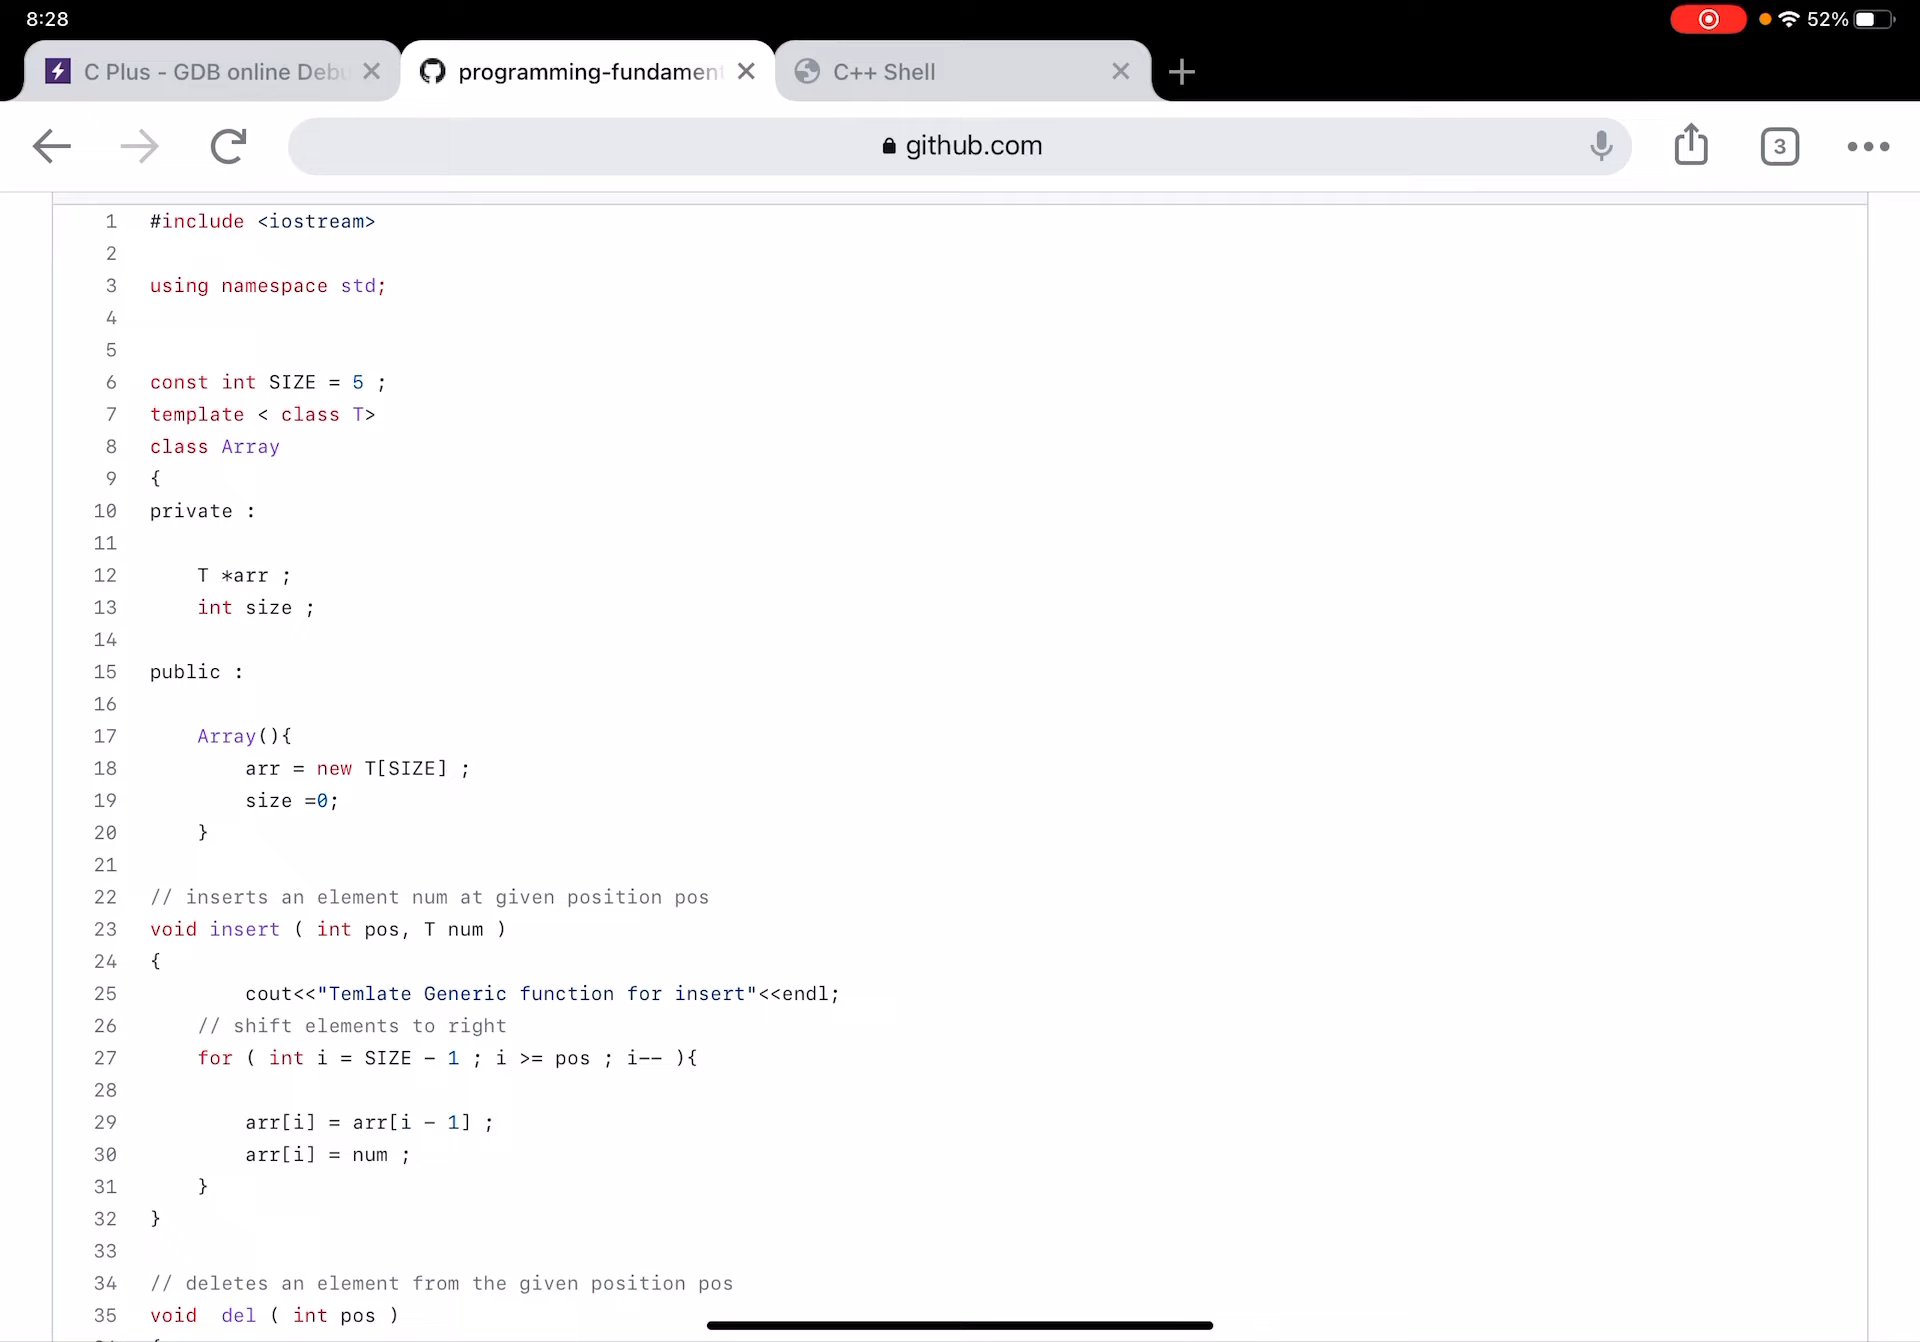 8:28
52%
C Plus - GDB online Debu
programming-fundament
C++ Shell
github.com
3
1 #include <iostream>
2
3 using namespace std;
4
5
6 const int SIZE = 5 ;
7 template < class T>
8 class Array
9 {
10 private :
11
12 T *arr ;
13 int size ;
14
15 public :
16
17 Array(){
18 arr = new T[SIZE] ;
19 size =0;
20 }
21
22 // inserts an element num at given position pos
23 void insert ( int pos, T num )
24 {
25 cout<<"Temlate Generic function for insert"<<endl;
26 // shift elements to right
27 for ( int i = SIZE - 1 ; i >= pos ; i-- ){
28
29 arr[i] = arr[i - 1] ;
30 arr[i] = num ;
31 }
32 }
33
34 // deletes an element from the given position pos
35 void  del ( int pos )